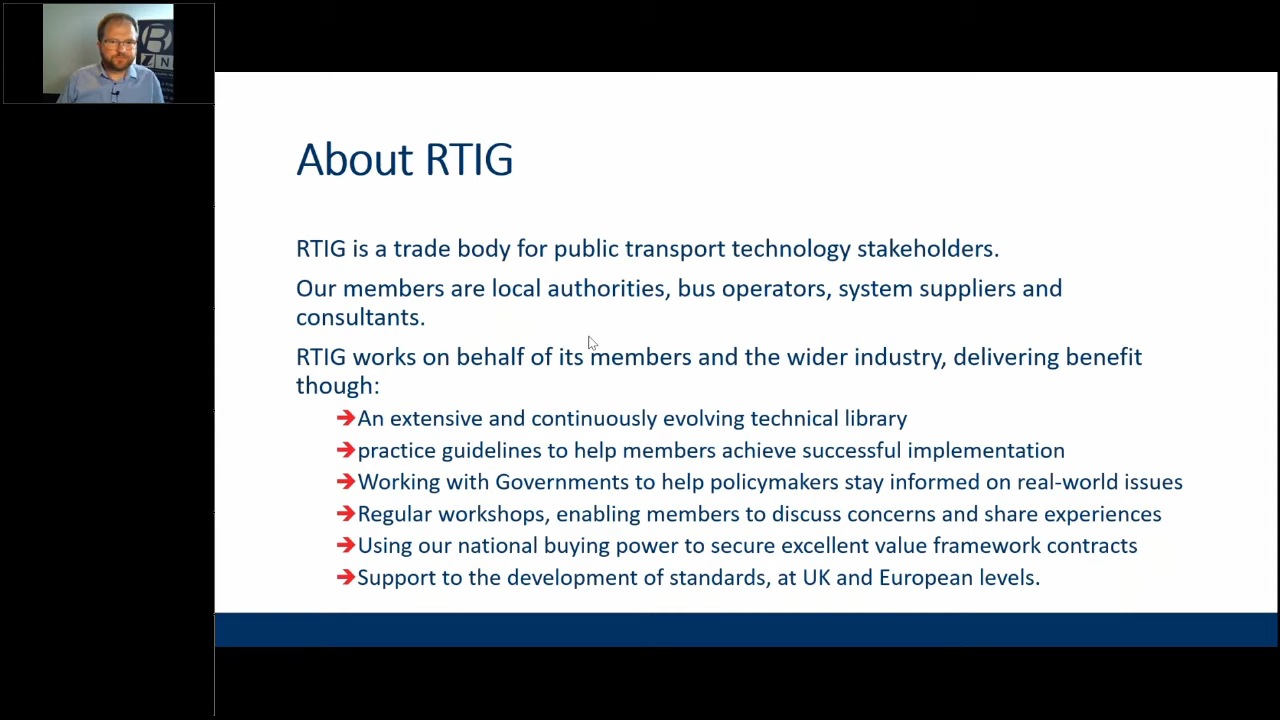 About RTIG
RTIG is a trade body for public transport technology stakeholders.
Our members are local authorities, bus operators, system suppliers and
consultants.
RTIG works on behalf of its members and the wider industry, delivering benefit
though:
An extensive and continuously evolving technical library
practice guidelines to help members achieve successful implementation
Working with Governments to help policymakers stay informed on real-world issues
Regular workshops, enabling members to discuss concerns and share experiences
Using our national buying power to secure excellent value framework contracts
Support to the development of standards, at UK and European levels.